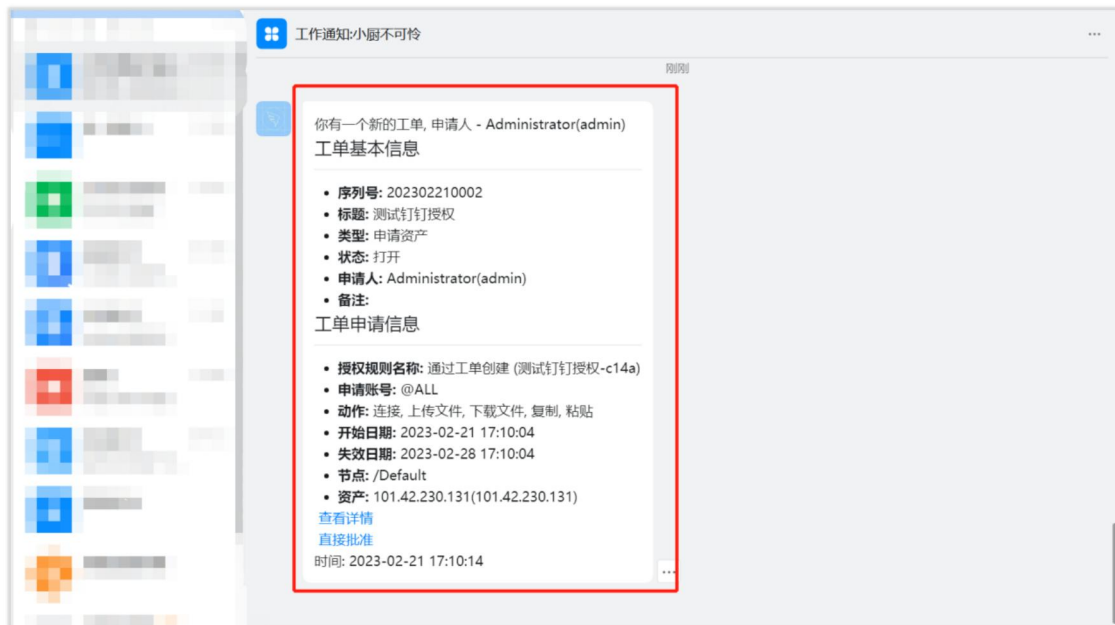 工作通知:小厨不可怜
刚刚
你有一个新的工单, 申请人 - Administrator(admin)
工单基本信息
• 序列号: 202302210002
• 标题: 测试钉钉授权
• 类型: 申请资产
• 状态: 打开
• 申请人: Administrator(admin)
• 备注:
工单申请信息
• 授权规则名称: 通过工单创建 (测试钉钉授权-c14a)
• 申请账号: @ALL
• 动作: 连接, 上传文件, 下载文件, 复制, 粘贴
• 开始日期: 2023-02-21 17:10:04
• 失效日期: 2023-02-28 17:10:04
• 节点: /Default
• 资产: 101.42.230.131(101.42.230.131)
查看详情
直接批准
时间: 2023-02-21 17:10:14